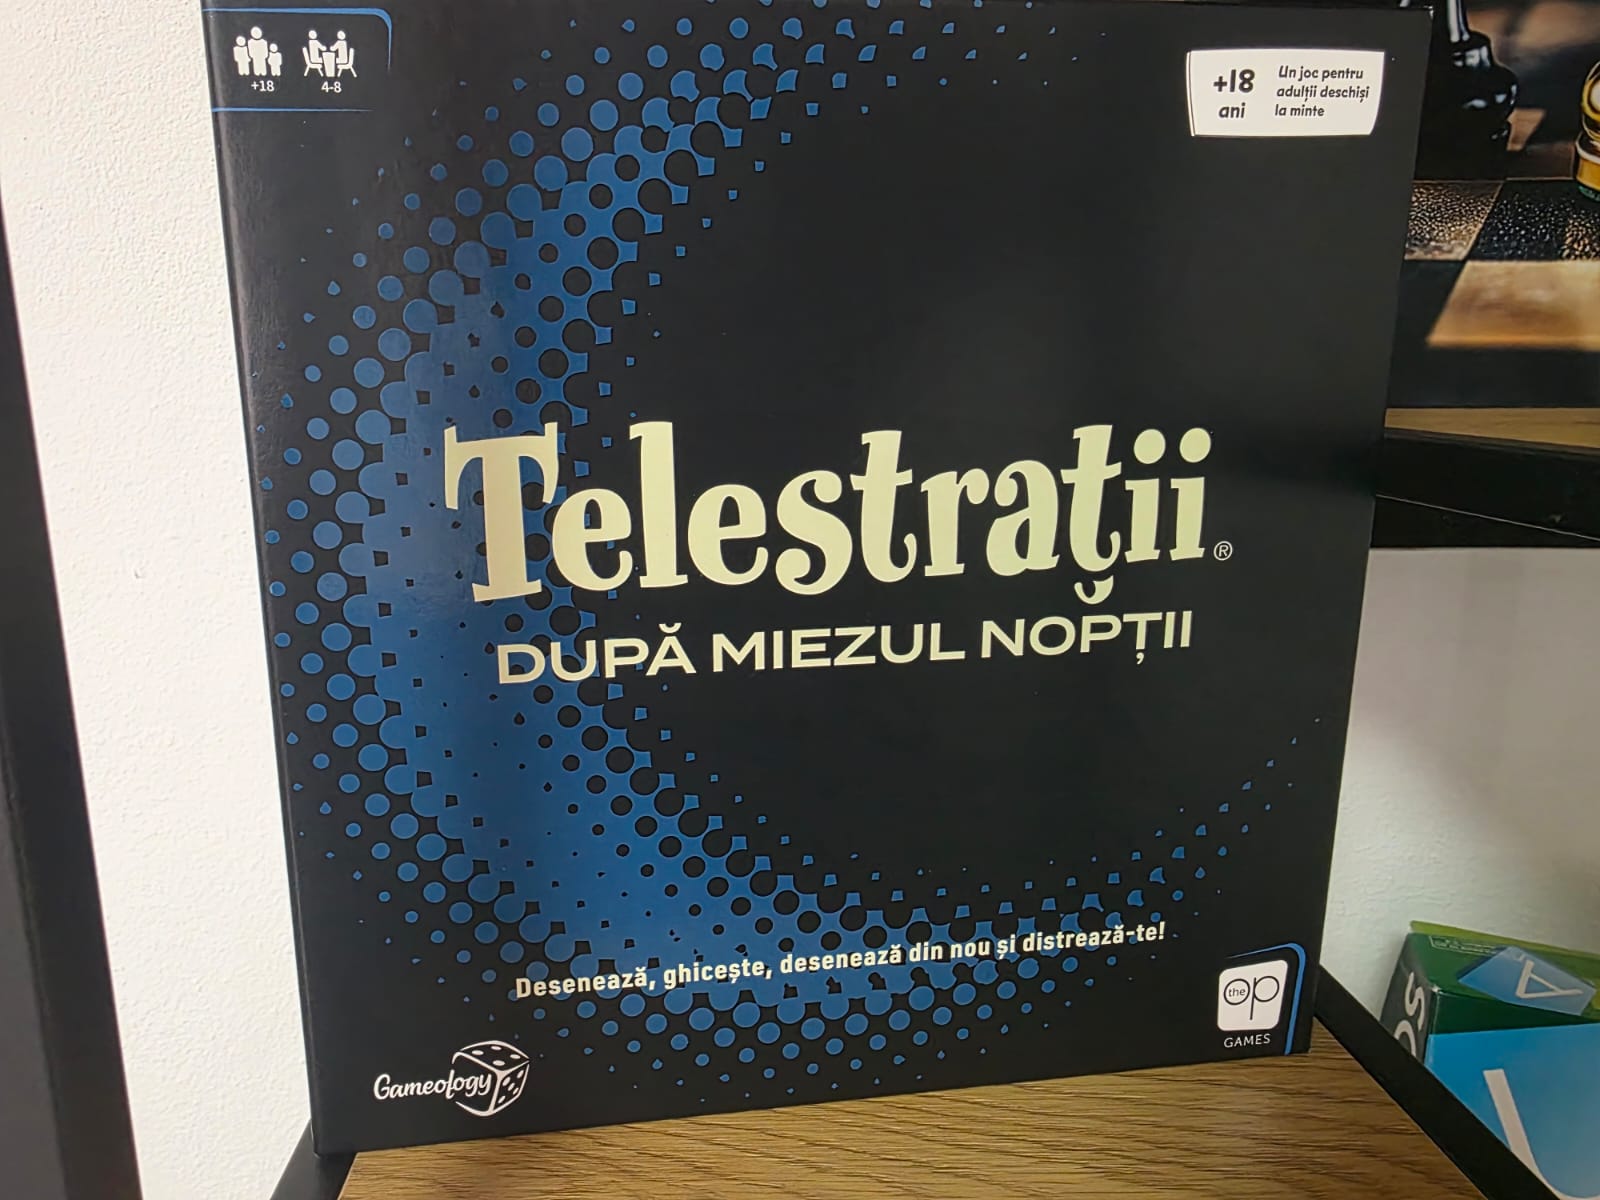 +18
4-8
+18
ani
Un joc pentru
adulții deschiși
la minte
Telestrații®
DUPĂ MIEZUL NOPȚII
Desenează, ghicește, desenează din nou și distrează-te!
Gameology
the op
GAMES